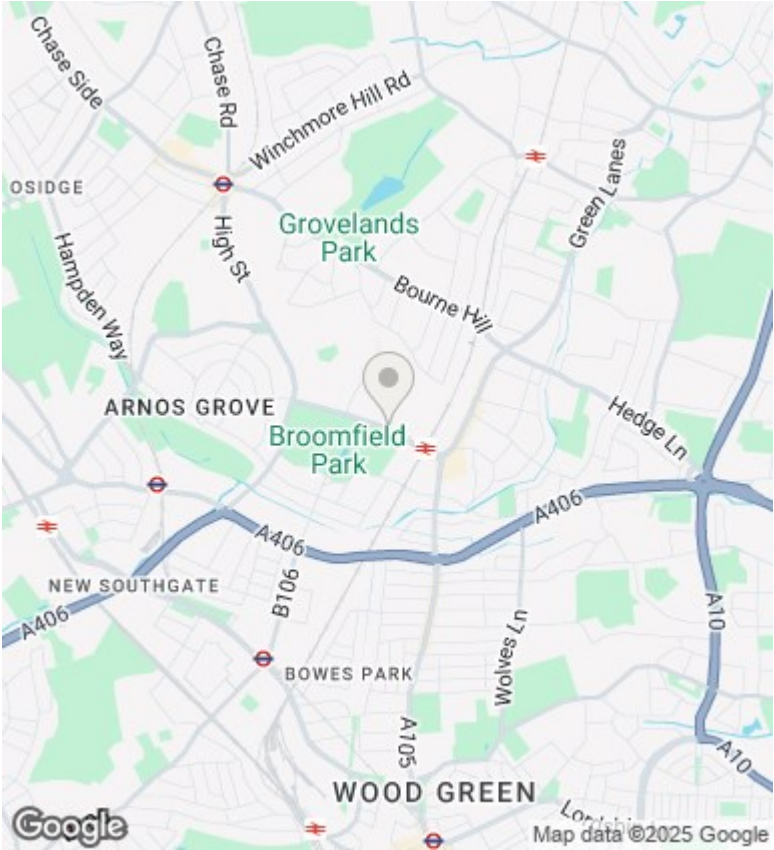 Chase Side
Chase Rd
Winchmore Hill Rd
OSIDGE
Green Lanes
High St
Grovelands
Park
Hampden Way
Bourne Hill
ARNOS GROVE
Hedge Ln
Broomfield
Park
A406
A406
NEW SOUTHGATE
B106
A406
A10
Wolves Ln
BOWES PARK
A105
A10
WOOD GREEN
Google
Map data ©2025 Google